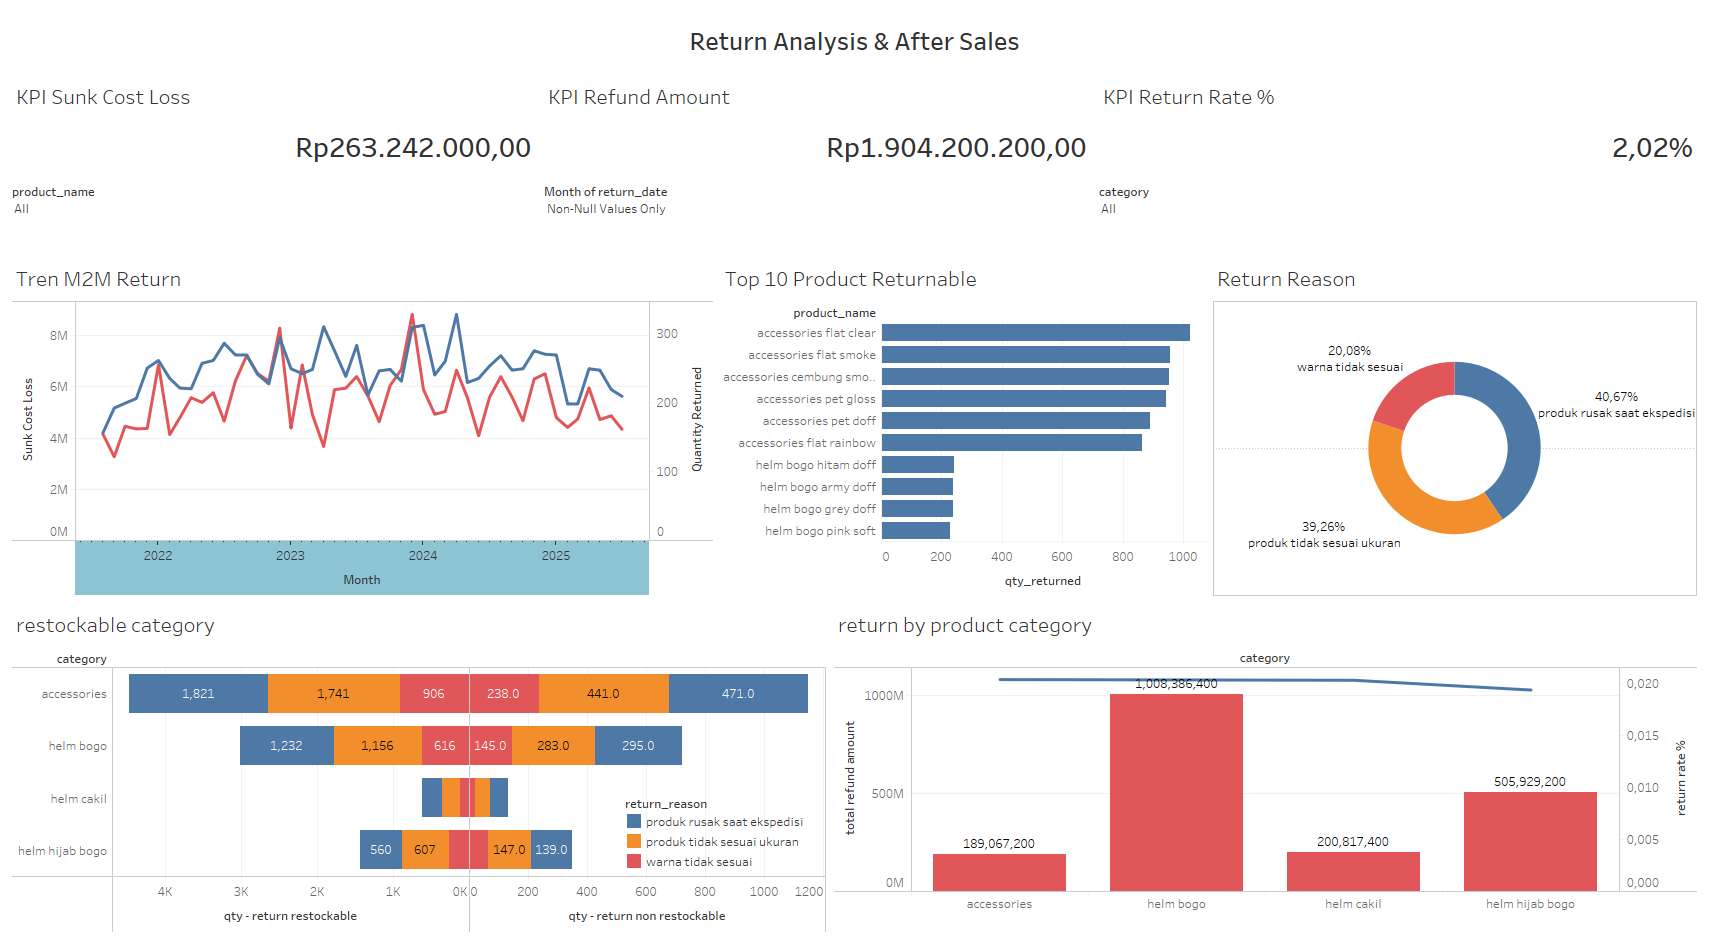 Return Analysis & After Sales
KPI Sunk Cost Loss
KPI Refund Amount
KPI Return Rate %
Rp263.242.000,00
Rp1.904.200.200,00
2,02%
product_name
All
Month of return_date
Non-Null Values Only
category
All
Tren M2M Return
Sunk Cost Loss
8M
6M
4M
2M
0M
300
200
100
0
Quantity Returned
2022
2023
2024
2025
Month
Top 10 Product Returnable
product_name
accessories flat clear
accessories flat smoke
accessories cembung smo..
accessories pet gloss
accessories pet doff
accessories flat rainbow
helm bogo hitam doff
helm bogo army doff
helm bogo grey doff
helm bogo pink soft
0 200 400 600 800 1000
qty_returned
Return Reason
20,08%
warna tidak sesuai
40,67%
produk rusak saat ekspedisi
39,26%
produk tidak sesuai ukuran
restockable category
category
accessories
1,821 1,741 906 238.0 441.0 471.0
helm bogo
1,232 1,156 616 145.0 283.0 295.0
helm cakil
helm hijab bogo
560 607 147.0 139.0
return_reason
produk rusak saat ekspedisi
produk tidak sesuai ukuran
warna tidak sesuai
4K 3K 2K 1K 0K 0 200 400 600 800 1000 1200
qty - return restockable
qty - return non restockable
return by product category
category
total refund amount
1000M
500M
0M
189,067,200
1,008,386,400
200,817,400
505,929,200
0,020
0,015
0,010
0,005
0,000
return rate %
accessories
helm bogo
helm cakil
helm hijab bogo